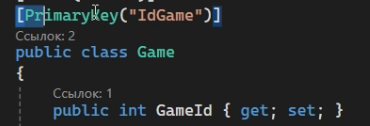 [PrimaryKey("IdGame")]
Ссылок: 2
public class Game
{
Ссылок: 1
public int GameId { get; set; }